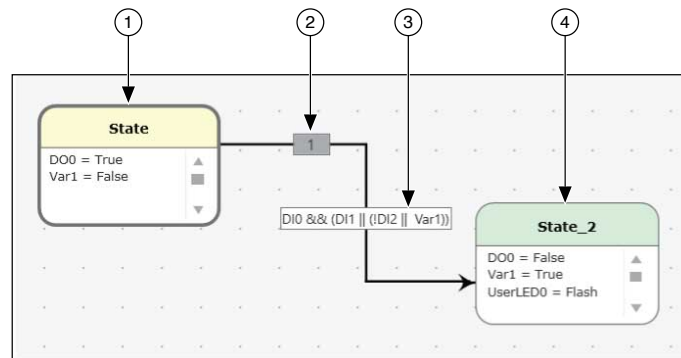 1
2
3
4
State
DO0 = True
Var1 = False
1
DI0 && (DI1 || (!DI2 || Var1))
State_2
DO0 = False
Var1 = True
UserLED0 = Flash